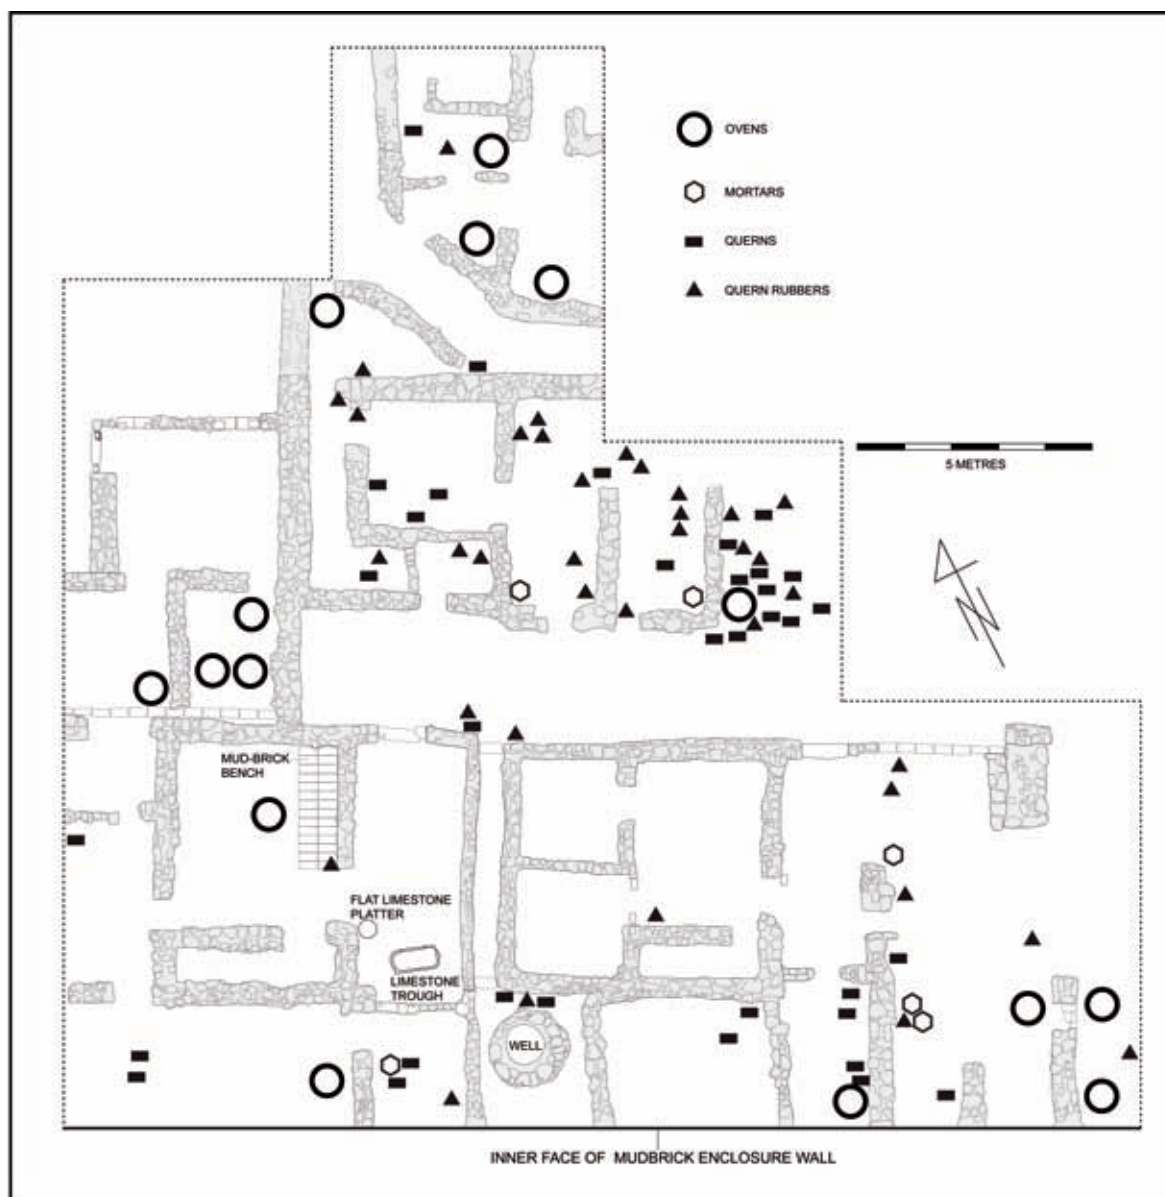 OVENS
MORTARS
QUERNS
QUERN RUBBERS
5 METRES
N
MUD-BRICK
BENCH
FLAT LIMESTONE
PLATTER
LIMESTONE
TROUGH
WELL
INNER FACE OF MUDBRICK ENCLOSURE WALL